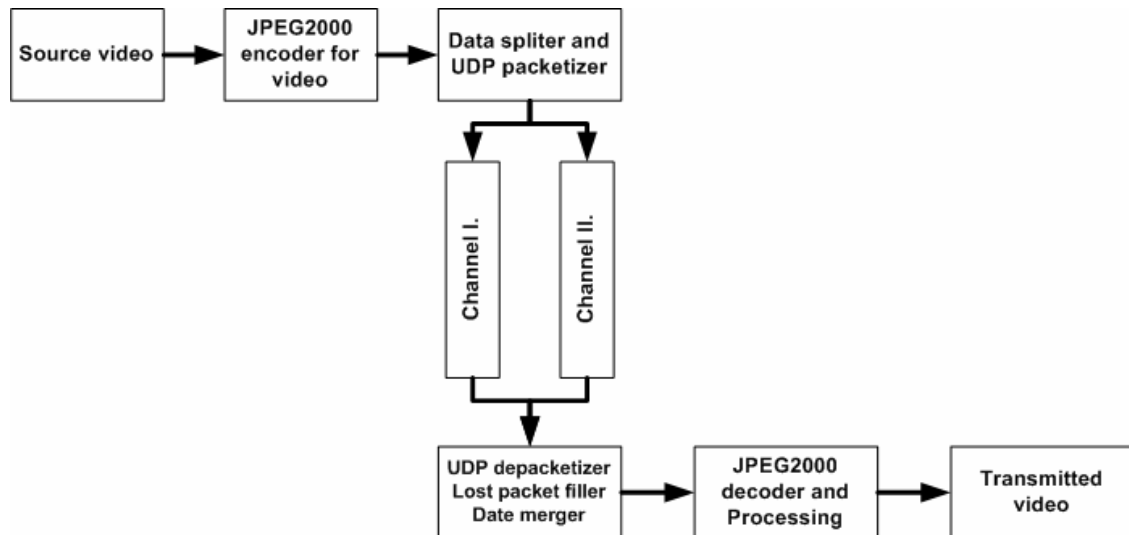 Source video
JPEG2000
encoder for
video
Data spliter and
UDP packetizer
Channel I.
Channel II.
UDP depacketizer
Lost packet filler
Date merger
JPEG2000
decoder and
Processing
Transmitted
video